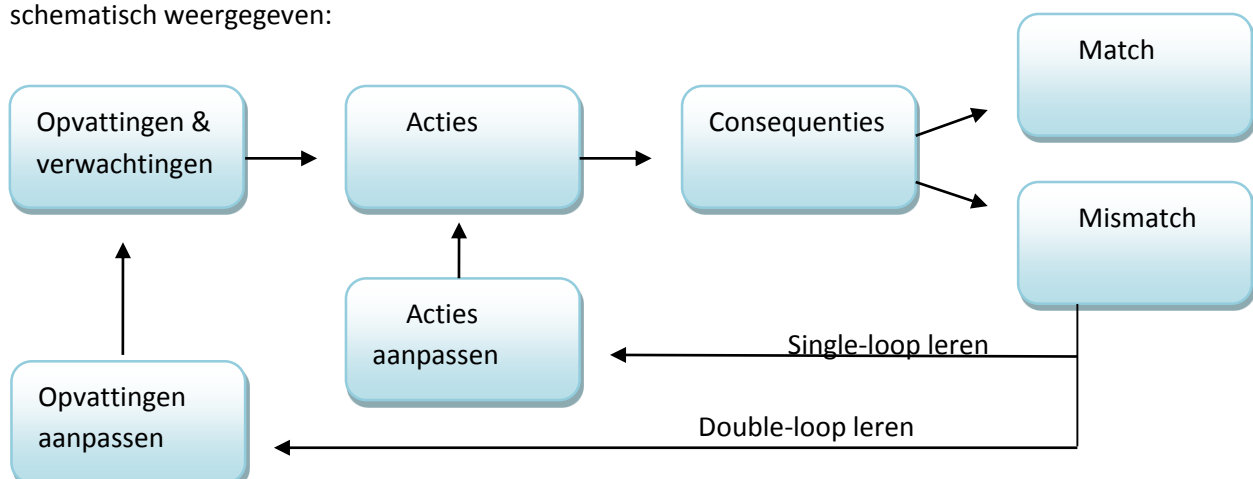 schematisch weergegeven:
Opvattingen &
verwachtingen
Acties
Consequenties
Match
Mismatch
Acties
aanpassen
Single-loop leren
Opvattingen
aanpassen
Double-loop leren